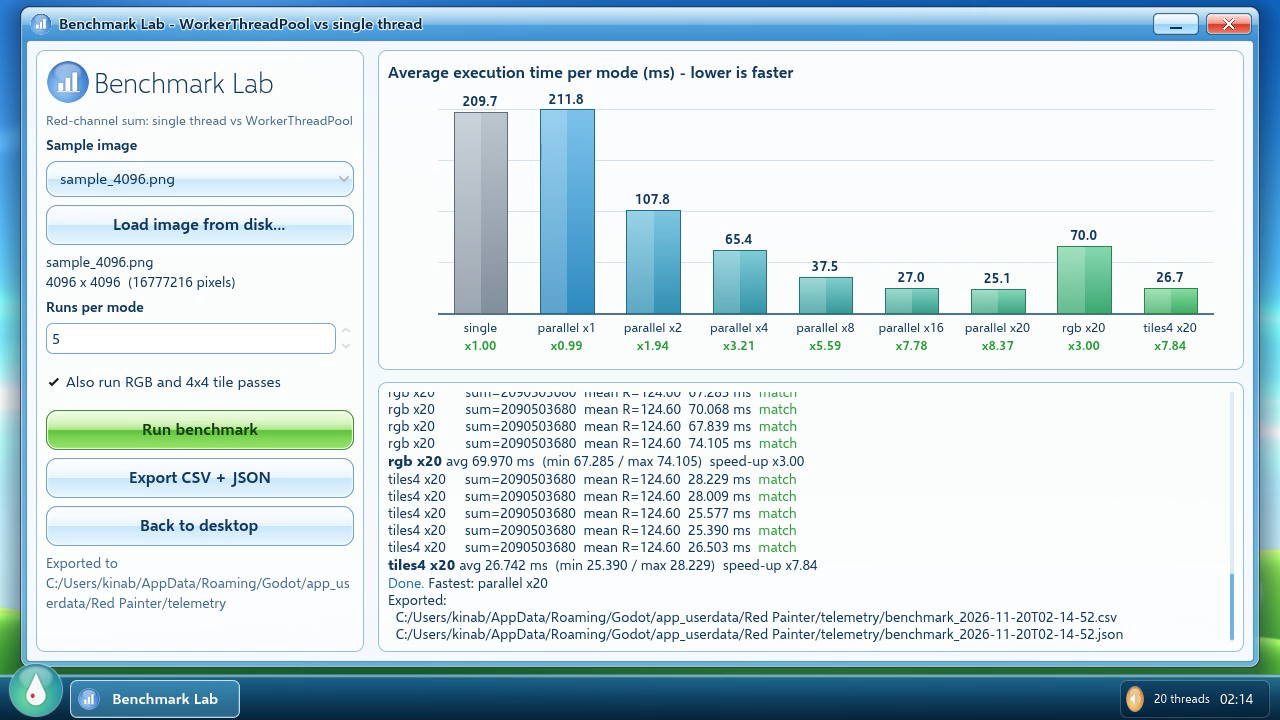 Benchmark Lab - WorkerThreadPool vs single thread
Benchmark Lab
Red-channel sum: single thread vs WorkerThreadPool
Sample image
sample_4096.png
Load image from disk...
sample_4096.png
4096 x 4096 (16777216 pixels)
Runs per mode
5
Also run RGB and 4x4 tile passes
Run benchmark
Export CSV + JSON
Back to desktop
Exported to
C:/Users/kinab/AppData/Roaming/Godot/app_us
erdata/Red Painter/telemetry
Average execution time per mode (ms) - lower is faster
209.7 211.8 107.8 65.4 37.5 27.0 25.1 70.0 26.7
single parallel x1 parallel x2 parallel x4 parallel x8 parallel x16 parallel x20 rgb x20 tiles4 x20
x1.00 x0.99 x1.94 x3.21 x5.59 x7.78 x8.37 x3.00 x7.84
rgb x20 sum=2090503680 mean R=124.60 67.285 ms match
rgb x20 sum=2090503680 mean R=124.60 70.068 ms match
rgb x20 sum=2090503680 mean R=124.60 67.839 ms match
rgb x20 sum=2090503680 mean R=124.60 74.105 ms match
rgb x20 avg 69.970 ms (min 67.285 / max 74.105) speed-up x3.00
tiles4 x20 sum=2090503680 mean R=124.60 28.229 ms match
tiles4 x20 sum=2090503680 mean R=124.60 28.009 ms match
tiles4 x20 sum=2090503680 mean R=124.60 25.577 ms match
tiles4 x20 sum=2090503680 mean R=124.60 25.390 ms match
tiles4 x20 sum=2090503680 mean R=124.60 26.503 ms match
tiles4 x20 avg 26.742 ms (min 25.390 / max 28.229) speed-up x7.84
Done. Fastest: parallel x20
Exported:
C:/Users/kinab/AppData/Roaming/Godot/app_userdata/Red Painter/telemetry/benchmark_2026-11-20T02-14-52.csv
C:/Users/kinab/AppData/Roaming/Godot/app_userdata/Red Painter/telemetry/benchmark_2026-11-20T02-14-52.json
Benchmark Lab
20 threads 02:14